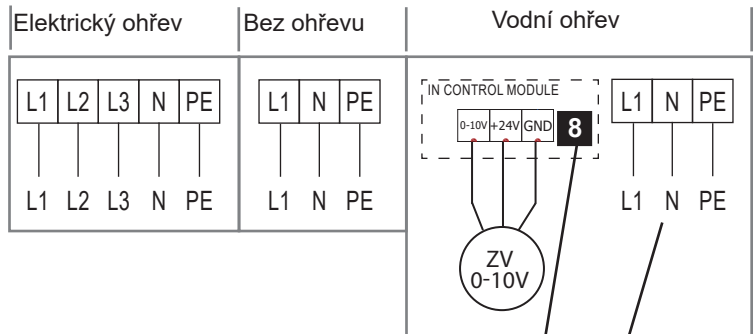 Elektrický ohřev
L1 L2 L3 N PE
L1 L2 L3 N PE
Bez ohřevu
L1 N PE
L1 N PE
Vodní ohřev
IN CONTROL MODULE
0-10V +24V GND 8
ZV
0-10V
L1 N PE
L1 N PE